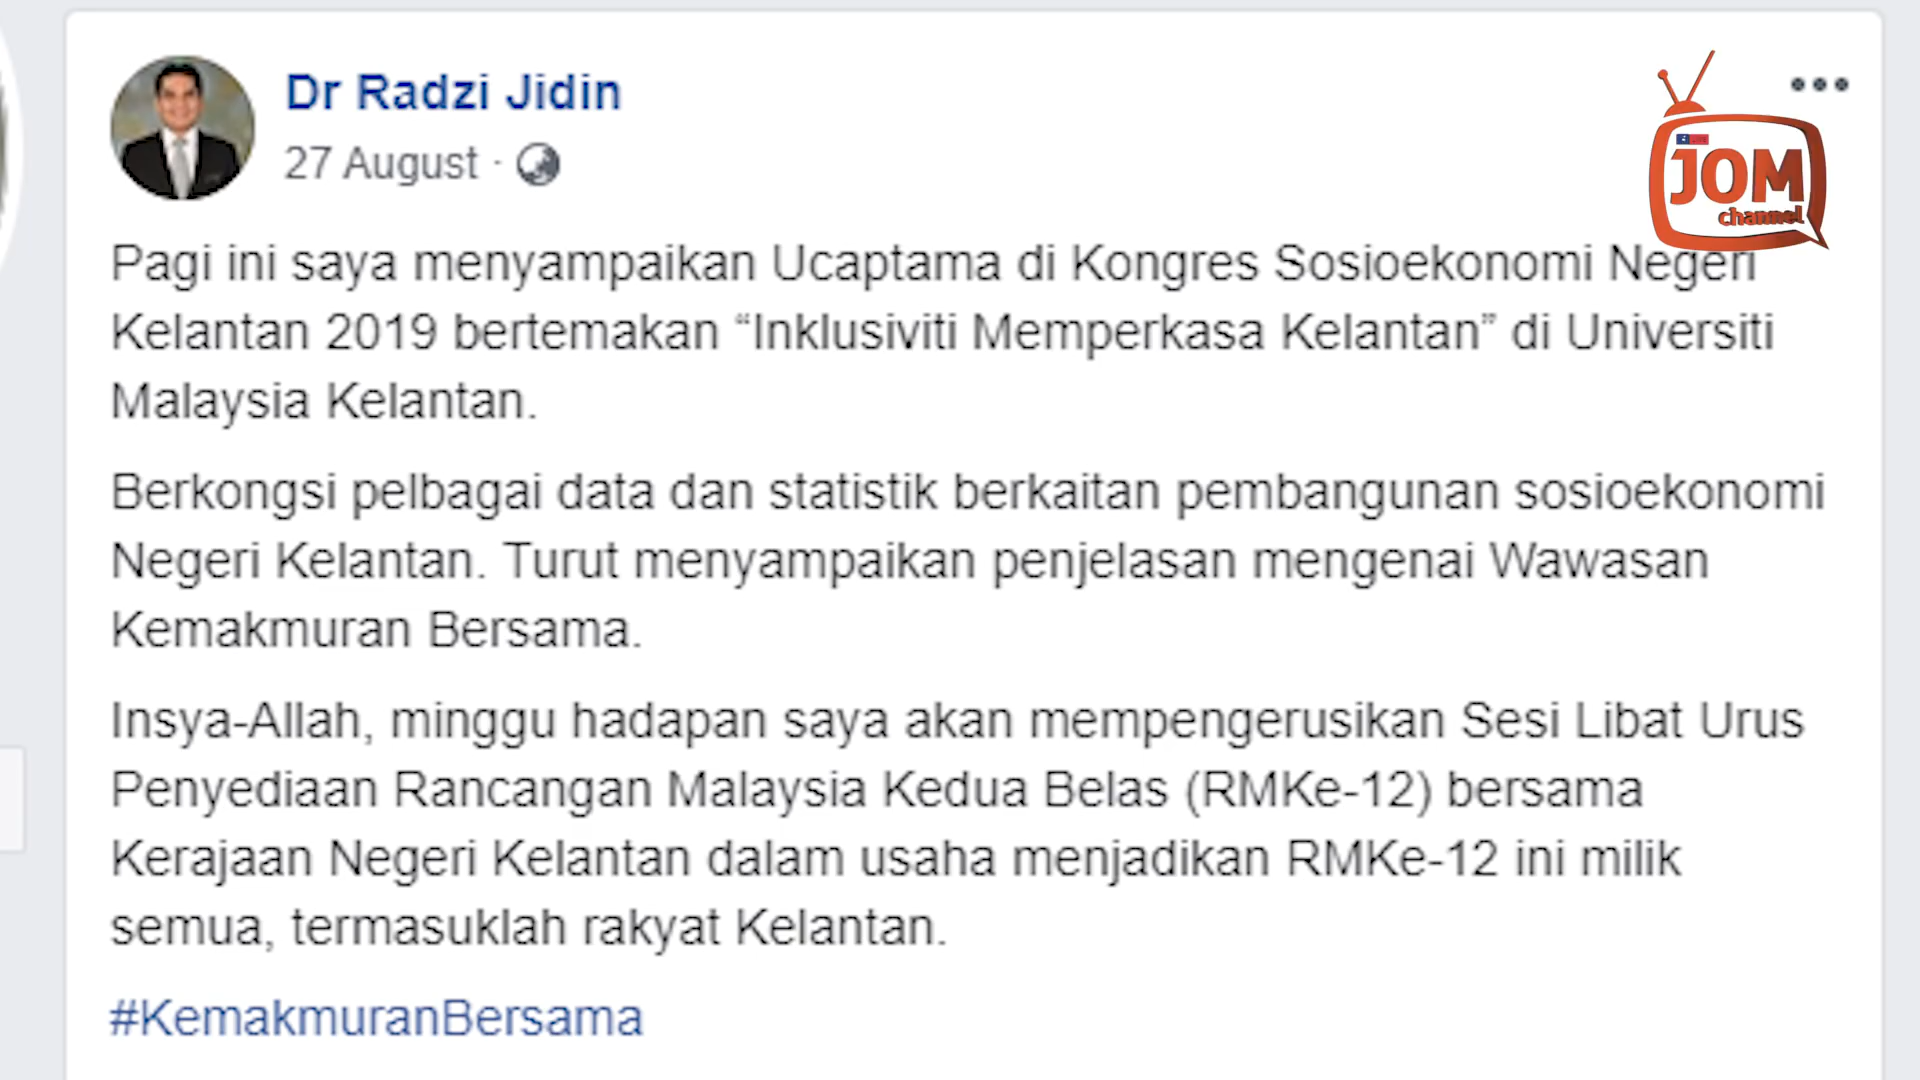 Dr Radzi Jidin
27 August ·
JOM
channel
Pagi ini saya menyampaikan Ucaptama di Kongres Sosioekonomi Negeri
Kelantan 2019 bertemakan “Inklusiviti Memperkasa Kelantan” di Universiti
Malaysia Kelantan.
Berkongsi pelbagai data dan statistik berkaitan pembangunan sosioekonomi
Negeri Kelantan. Turut menyampaikan penjelasan mengenai Wawasan
Kemakmuran Bersama.
Insya-Allah, minggu hadapan saya akan mempengerusikan Sesi Libat Urus
Penyediaan Rancangan Malaysia Kedua Belas (RMKe-12) bersama
Kerajaan Negeri Kelantan dalam usaha menjadikan RMKe-12 ini milik
semua, termasuklah rakyat Kelantan.
#KemakmuranBersama